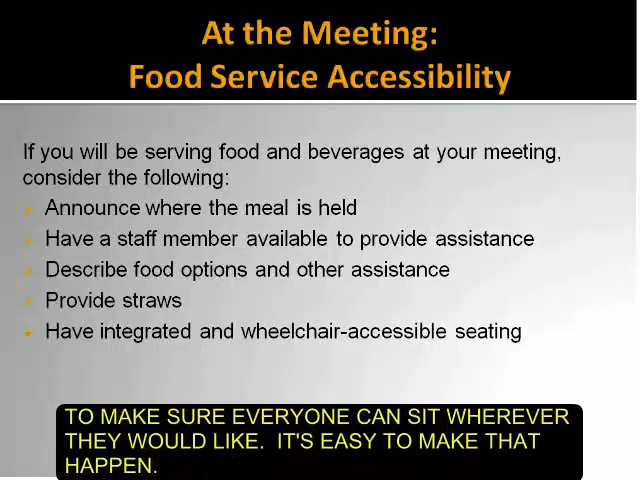 At the Meeting:
Food Service Accessibility
If you will be serving food and beverages at your meeting,
consider the following:
Announce where the meal is held
Have a staff member available to provide assistance
Describe food options and other assistance
Provide straws
Have integrated and wheelchair-accessible seating
TO MAKE SURE EVERYONE CAN SIT WHEREVER
THEY WOULD LIKE.  IT'S EASY TO MAKE THAT
HAPPEN.